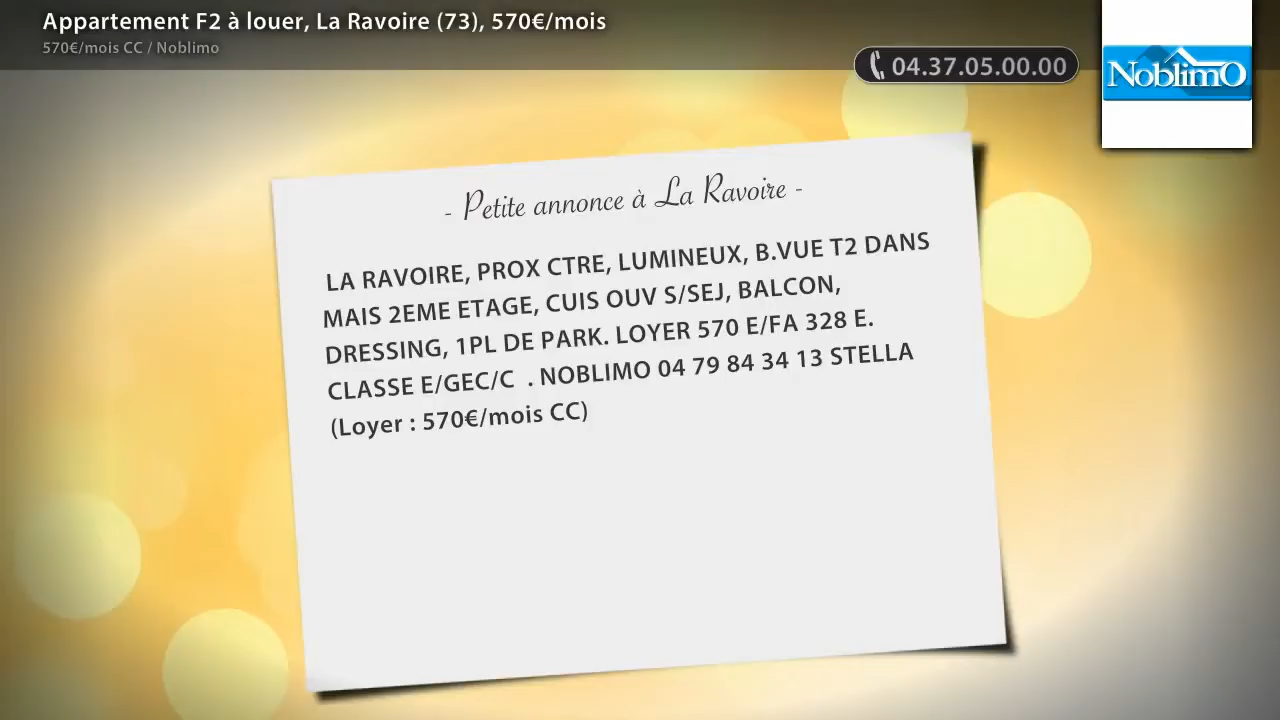 Appartement F2 à louer, La Ravoire (73), 570€/mois
570€/mois CC / Noblimo
04.37.05.00.00
NoblimO
- Petite annonce à La Ravoire -
LA RAVOIRE, PROX CTRE, LUMINEUX, B.VUE T2 DANS
MAIS 2EME ETAGE, CUIS OUV S/SEJ, BALCON,
DRESSING, 1PL DE PARK. LOYER 570 E/FA 328 E.
CLASSE E/GEC/C  . NOBLIMO 04 79 84 34 13 STELLA
(Loyer : 570€/mois CC)